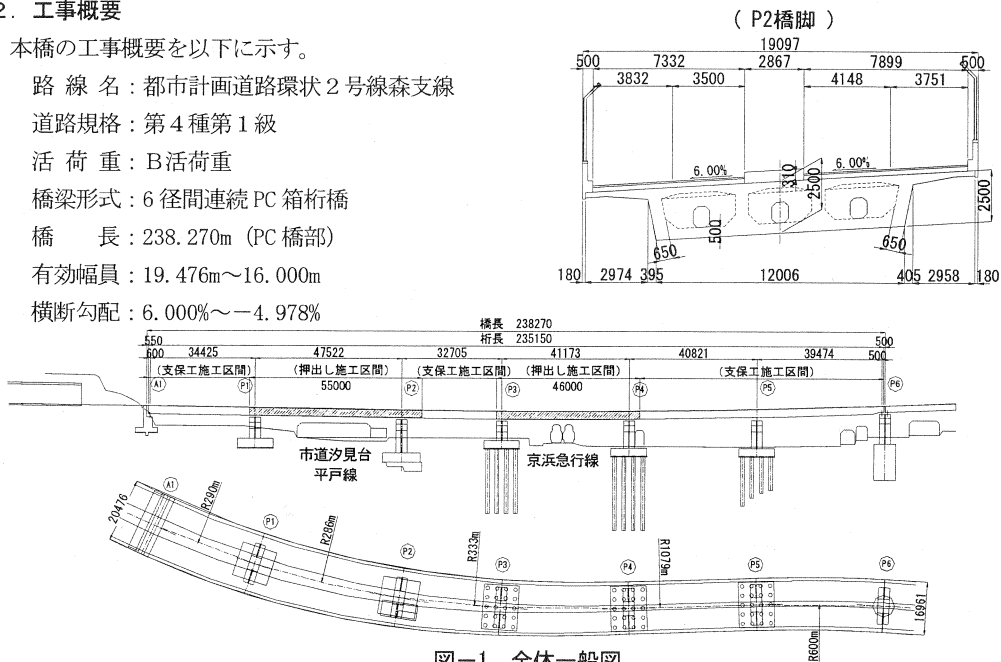 2. 工事概要
本橋の工事概要を以下に示す。
路線名：都市計画道路環状２号線森支線
道路規格：第４種第１級
活荷重：Ｂ活荷重
橋梁形式：6径間連続PC箱桁橋
橋　　長：238.270m (PC橋部)
有効幅員：19.476m～16.000m
横断勾配：6.000%～－4.978%
( P2橋脚 )
19097
500 7332 2867 7899 500
3832 3500 4148 3751
6.00% 310 2500 6.00%
2500
500
650 650
180 2974 395 12006 405 2958 180
橋長 238270
桁長 235150
550 500
600 34425 47522 32705 41173 40821 39474 500
(支保工施工区間) (押出し施工区間) (支保工施工区間) (押出し施工区間) (支保工施工区間)
A1 P1 55000 P2 P3 46000 P4 P5 P6
市道汐見台
平戸線
京浜急行線
20476 A1 R290m P1 R286m P2 R333m P3 P4 R1079m P5 P6 16961
R600m
図－1 全体一般図